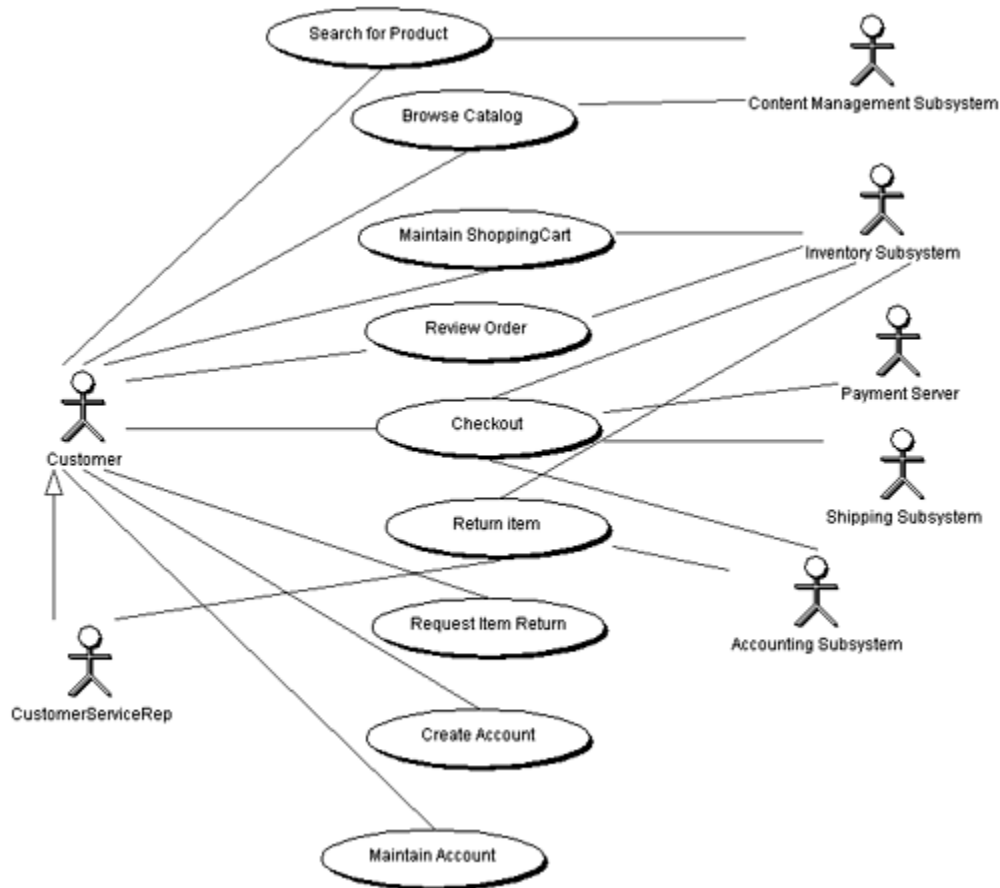 Search for Product
Content Management Subsystem
Browse Catalog
Maintain ShoppingCart
Inventory Subsystem
Review Order
Payment Server
Checkout
Customer
Shipping Subsystem
Return item
Request Item Return
Accounting Subsystem
CustomerServiceRep
Create Account
Maintain Account